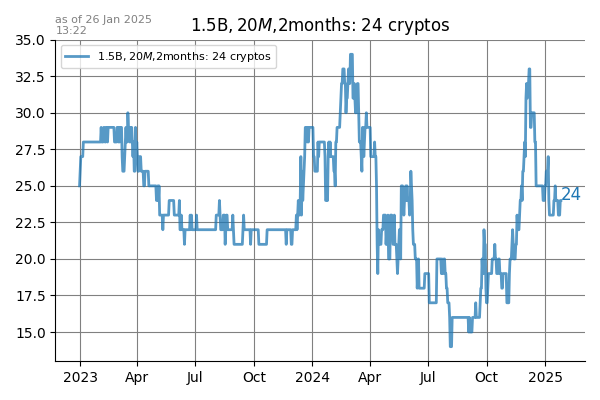 as of 26 Jan 2025
13:22
1.5B, 20M,2months: 24 cryptos
1.5B, 20M,2months: 24 cryptos
35.0
32.5
30.0
27.5
25.0
22.5
20.0
17.5
15.0
24
2023 Apr Jul Oct 2024 Apr Jul Oct 2025